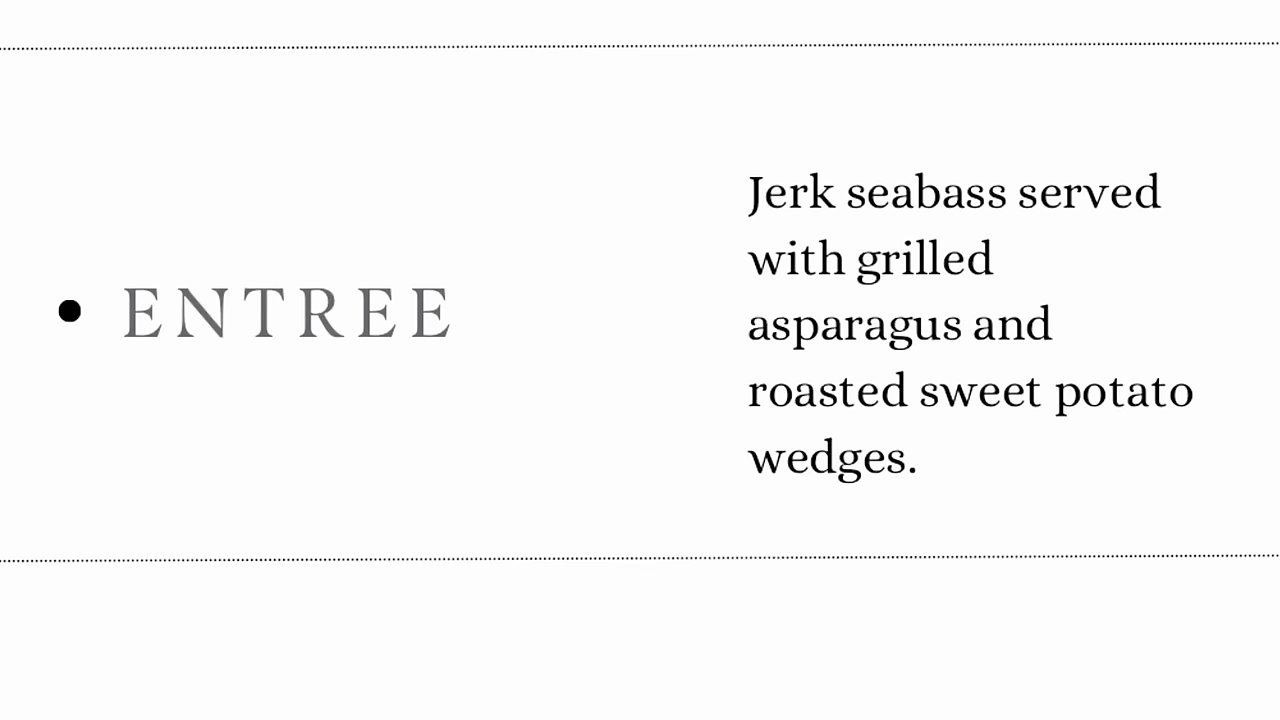 ENTREE
Jerk seabass served
with grilled
asparagus and
roasted sweet potato
wedges.